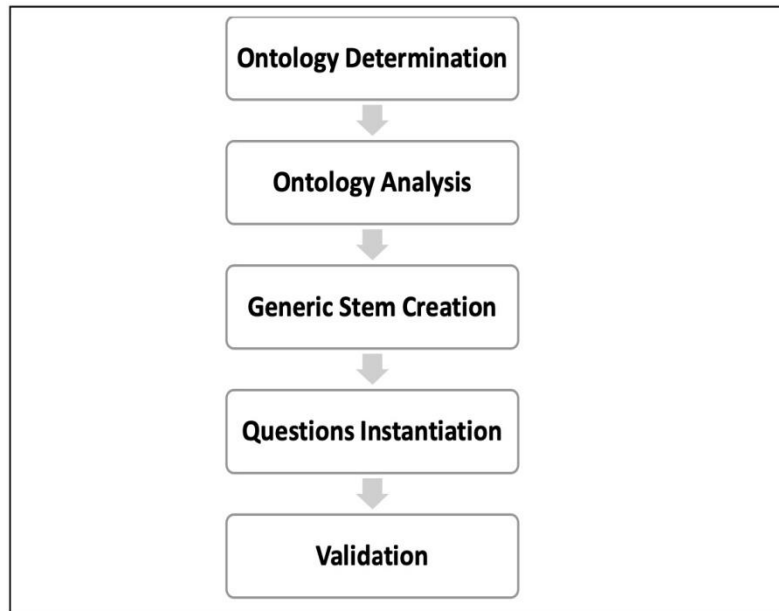 Ontology Determination
Ontology Analysis
Generic Stem Creation
Questions Instantiation
Validation